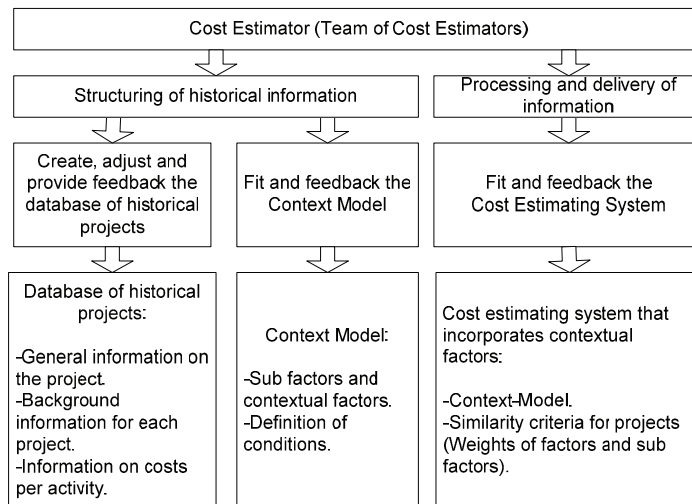 Cost Estimator (Team of Cost Estimators)
Structuring of historical information
Processing and delivery of
information
Create, adjust and
provide feedback the
database of historical
projects
Fit and feedback the
Context Model
Fit and feedback the
Cost Estimating System
Database of historical
projects:
-General information on
the project.
-Background
information for each
project.
-Information on costs
per activity.
Context Model:
-Sub factors and
contextual factors.
-Definition of
conditions.
Cost estimating system that
incorporates contextual
factors:
-Context-Model.
-Similarity criteria for projects
(Weights of factors and sub
factors).